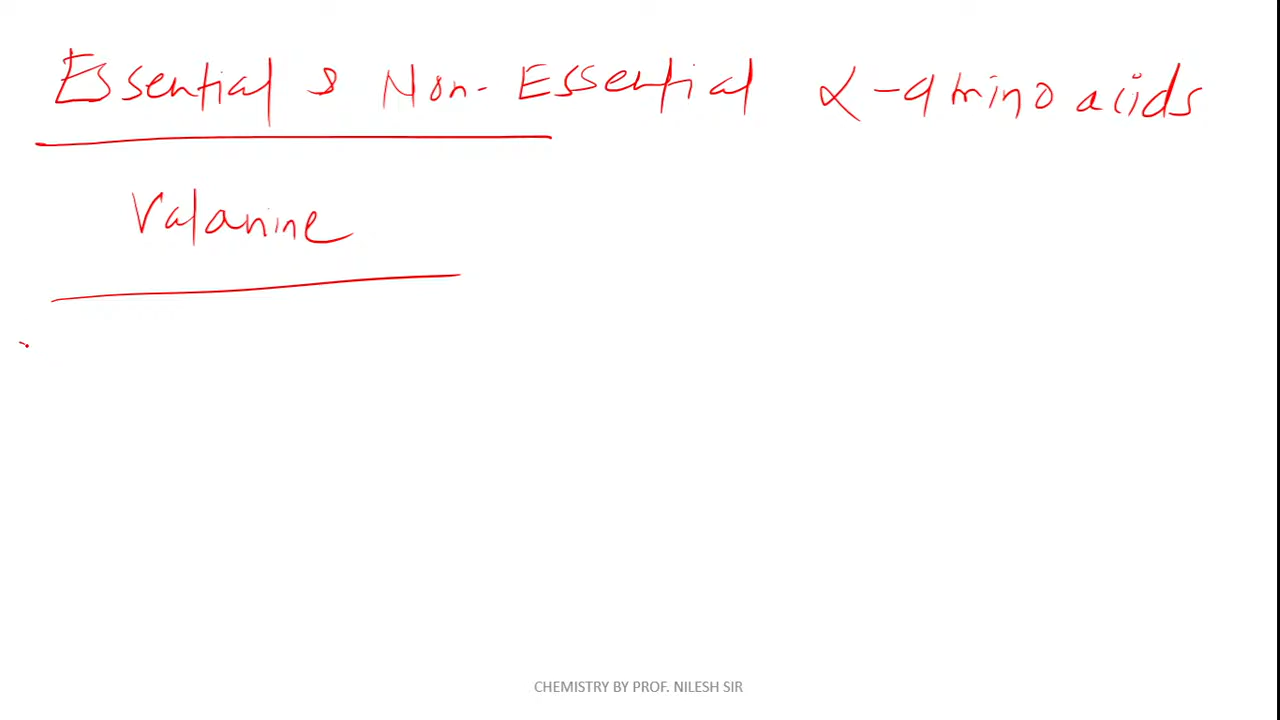 Essential & Non-Essential α-amino acids
Valanine
CHEMISTRY BY PROF. NILESH SIR